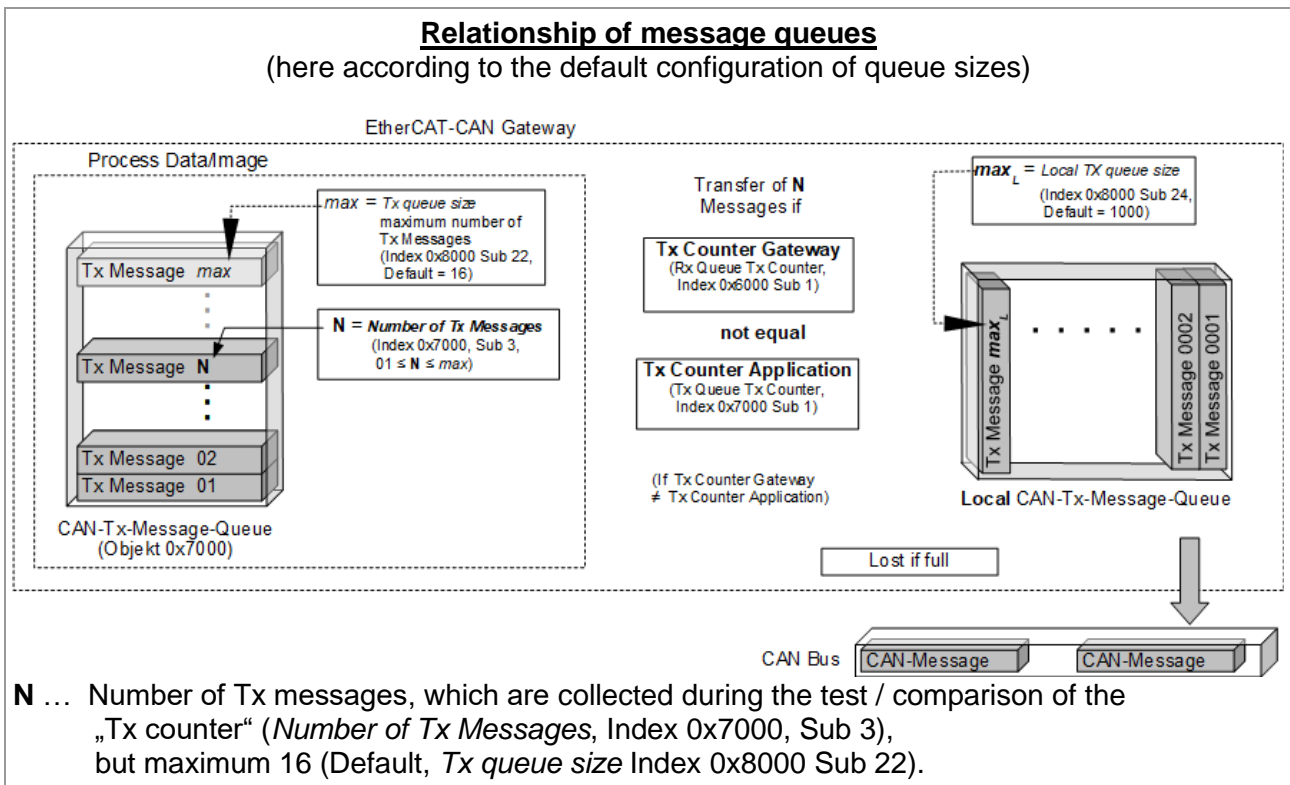 Relationship of message queues
(here according to the default configuration of queue sizes)
EtherCAT-CAN Gateway
Process Data/Image
max = Tx queue size
maximum number of
Tx Messages
(Index 0x8000 Sub 22,
Default = 16)
N = Number of Tx Messages
(Index 0x7000, Sub 3,
01 ≤ N ≤ max)
Tx Message max
Tx Message N
Tx Message 02
Tx Message 01
CAN-Tx-Message-Queue
(Objekt 0x7000)
Transfer of N
Messages if
Tx Counter Gateway
(Rx Queue Tx Counter,
Index 0x6000 Sub 1)
not equal
Tx Counter Application
(Tx Queue Tx Counter,
Index 0x7000 Sub 1)
(If Tx Counter Gateway
≠ Tx Counter Application)
max L = Local TX queue size
(Index 0x8000 Sub 24,
Default = 1000)
Tx Message max L
Tx Message 0002
Tx Message 0001
Local CAN-Tx-Message-Queue
Lost if full
CAN Bus
CAN-Message
CAN-Message
N … Number of Tx messages, which are collected during the test / comparison of the
„Tx counter“ (Number of Tx Messages, Index 0x7000, Sub 3),
but maximum 16 (Default, Tx queue size Index 0x8000 Sub 22).